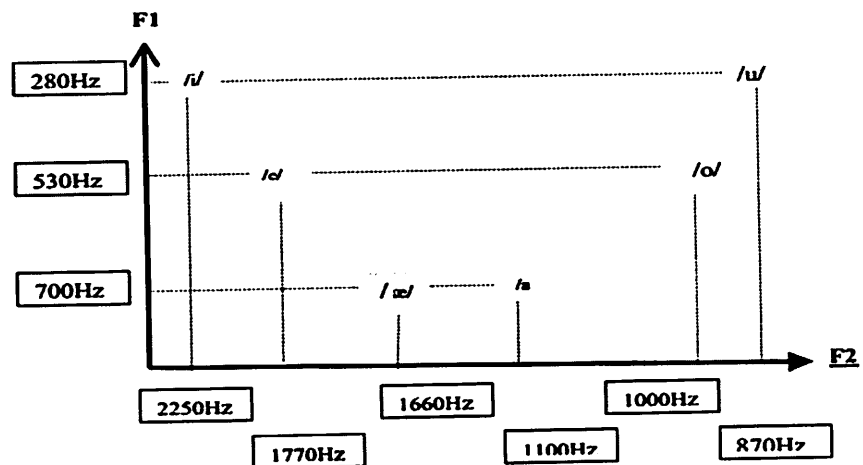 F1
280Hz /i/ /u/
530Hz /e/ /o/
700Hz /æ/ /a
F2
2250Hz 1660Hz 1000Hz
1770Hz 1100Hz 870Hz